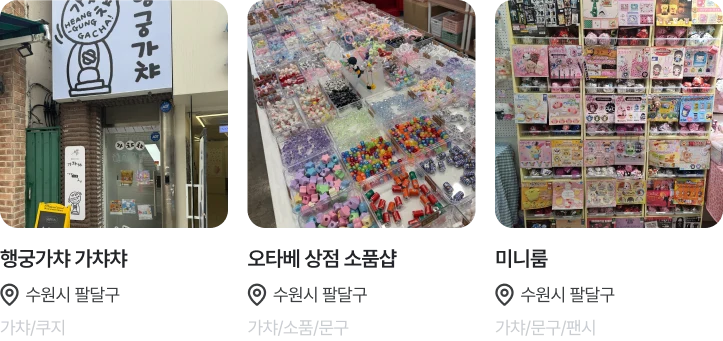 HEANG
GUNG
GACHA!
행궁가챠
행궁가챠 가챠챠
수원시 팔달구
가챠/쿠지
오타베 상점 소품샵
수원시 팔달구
가챠/소품/문구
미니룸
수원시 팔달구
가챠/문구/팬시